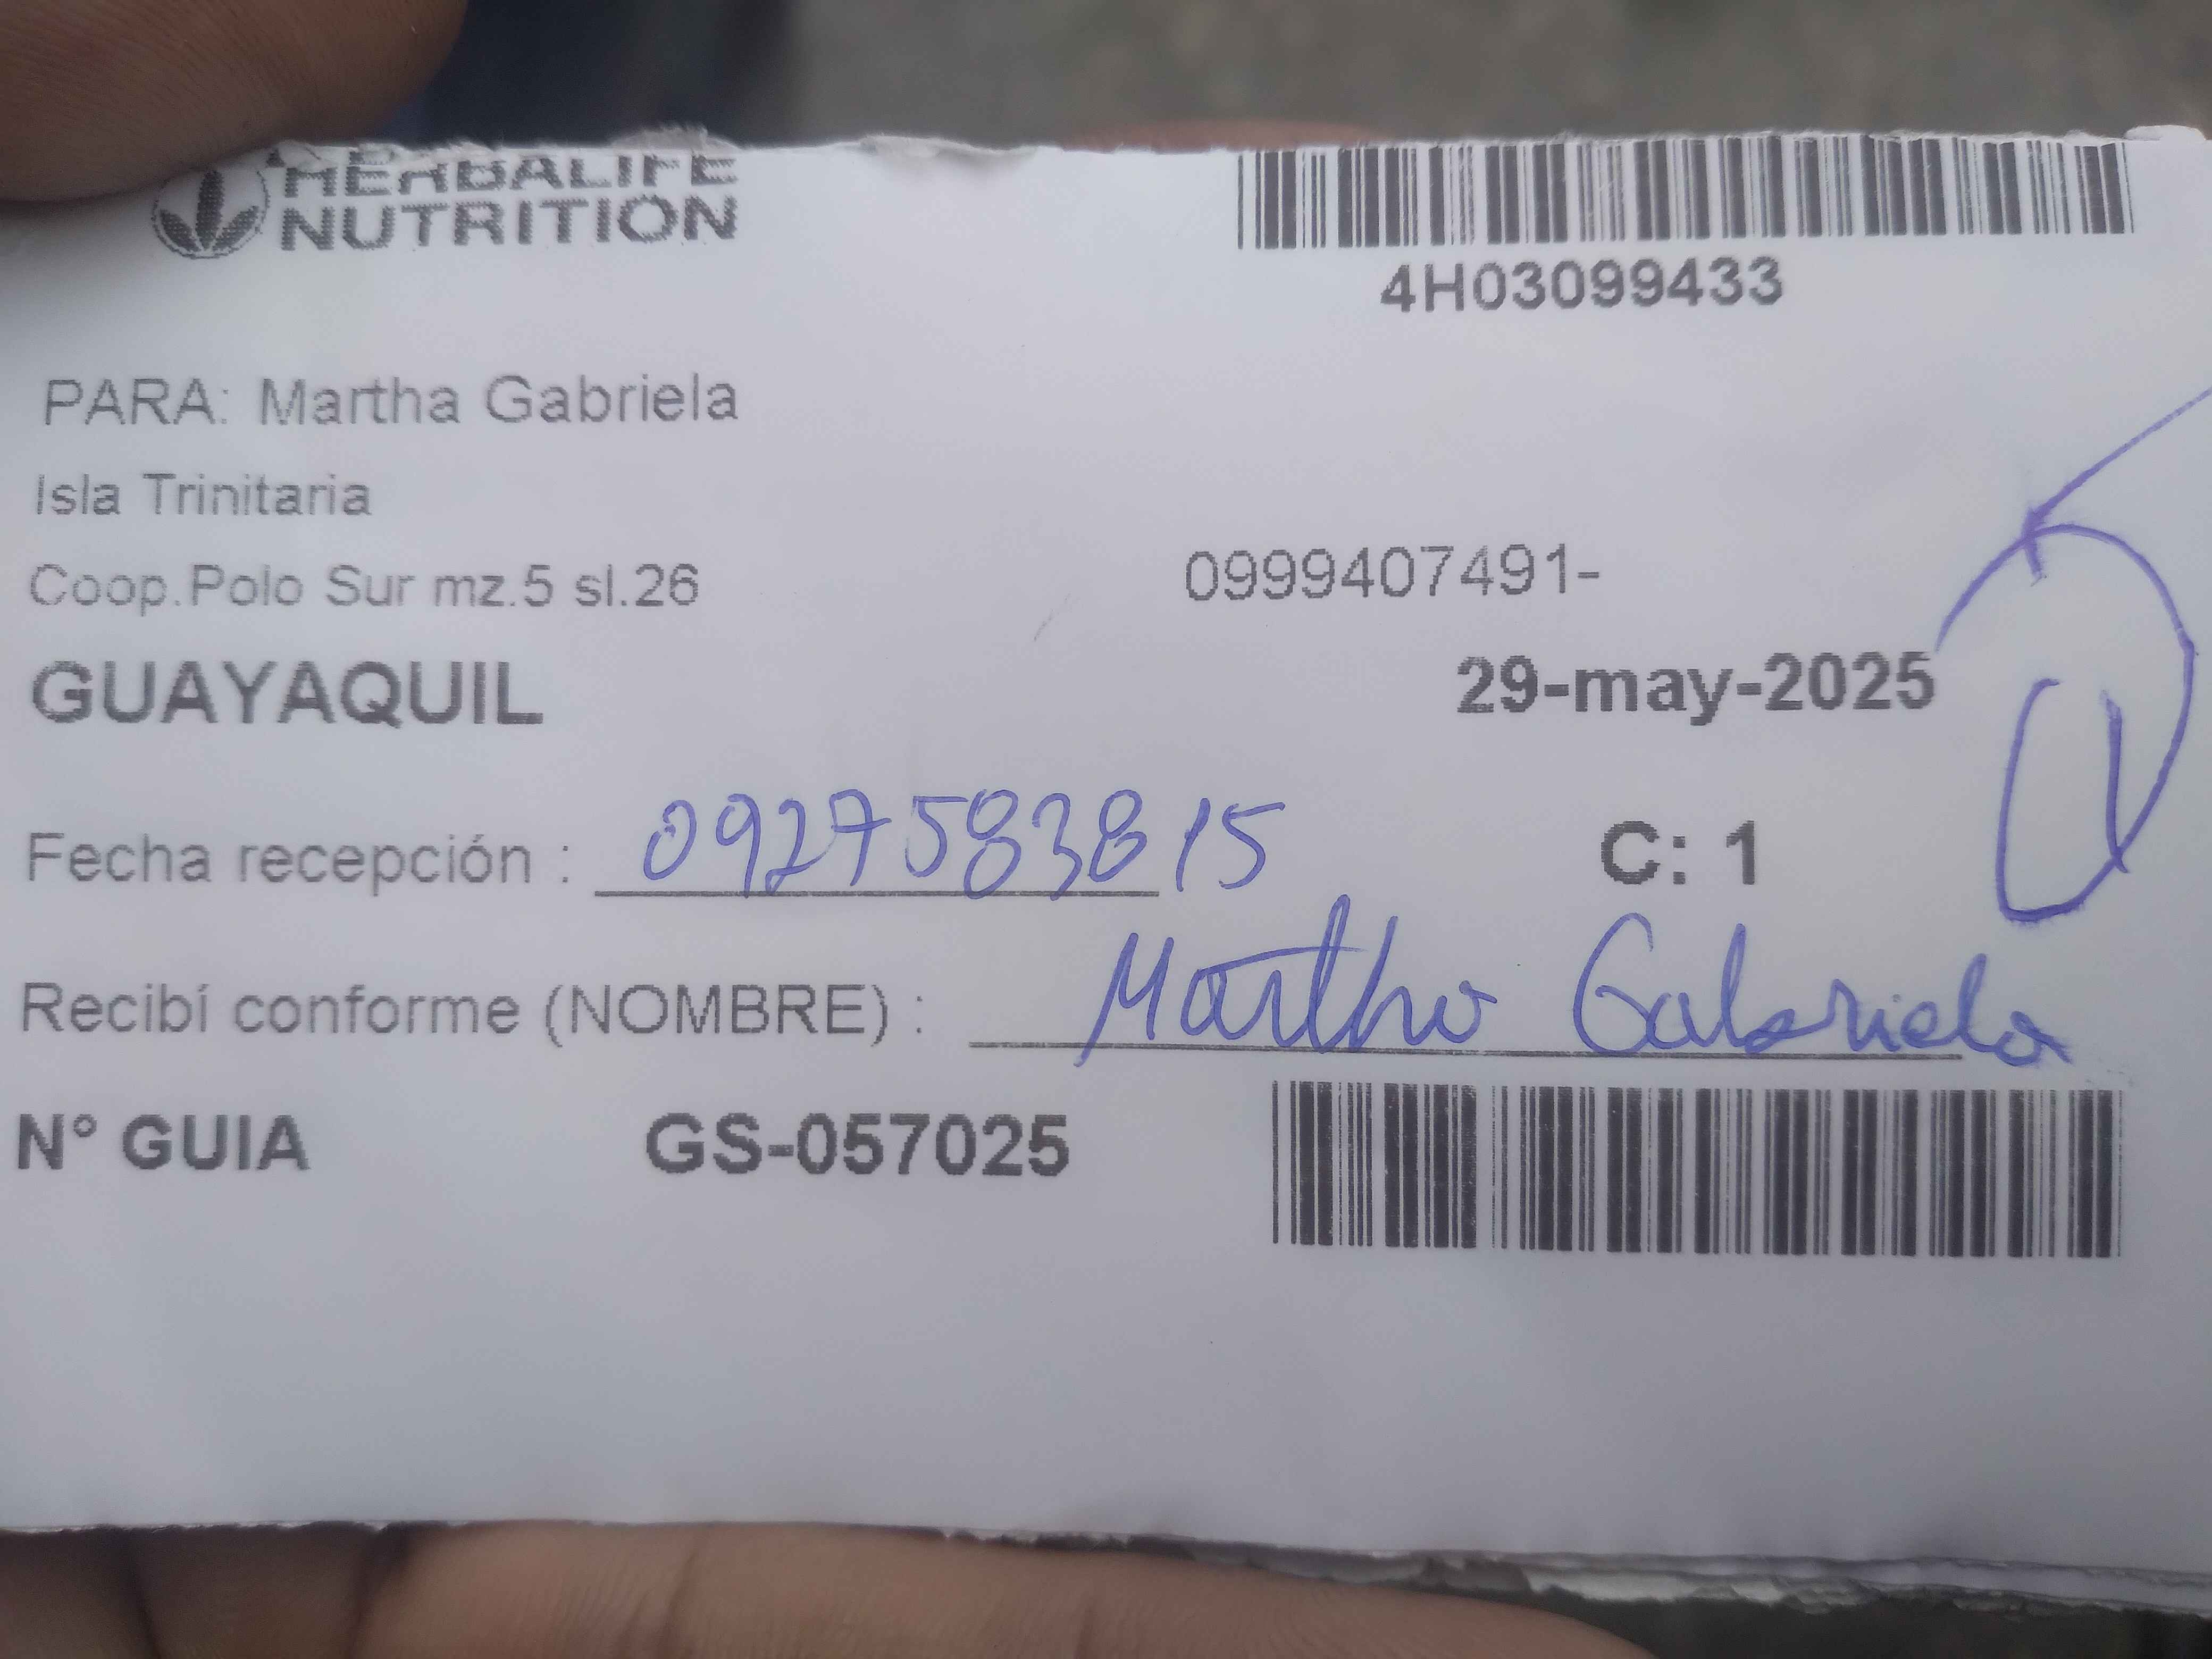 HERBALIFE
NUTRITION
4H03099433
PARA: Martha Gabriela
Isla Trinitaria
Coop.Polo Sur mz.5 sl.26
0999407491-
GUAYAQUIL
29-may-2025
Fecha recepción : 0927583815
C: 1
Recibí conforme (NOMBRE) : Martha Gabriela
N° GUIA GS-057025